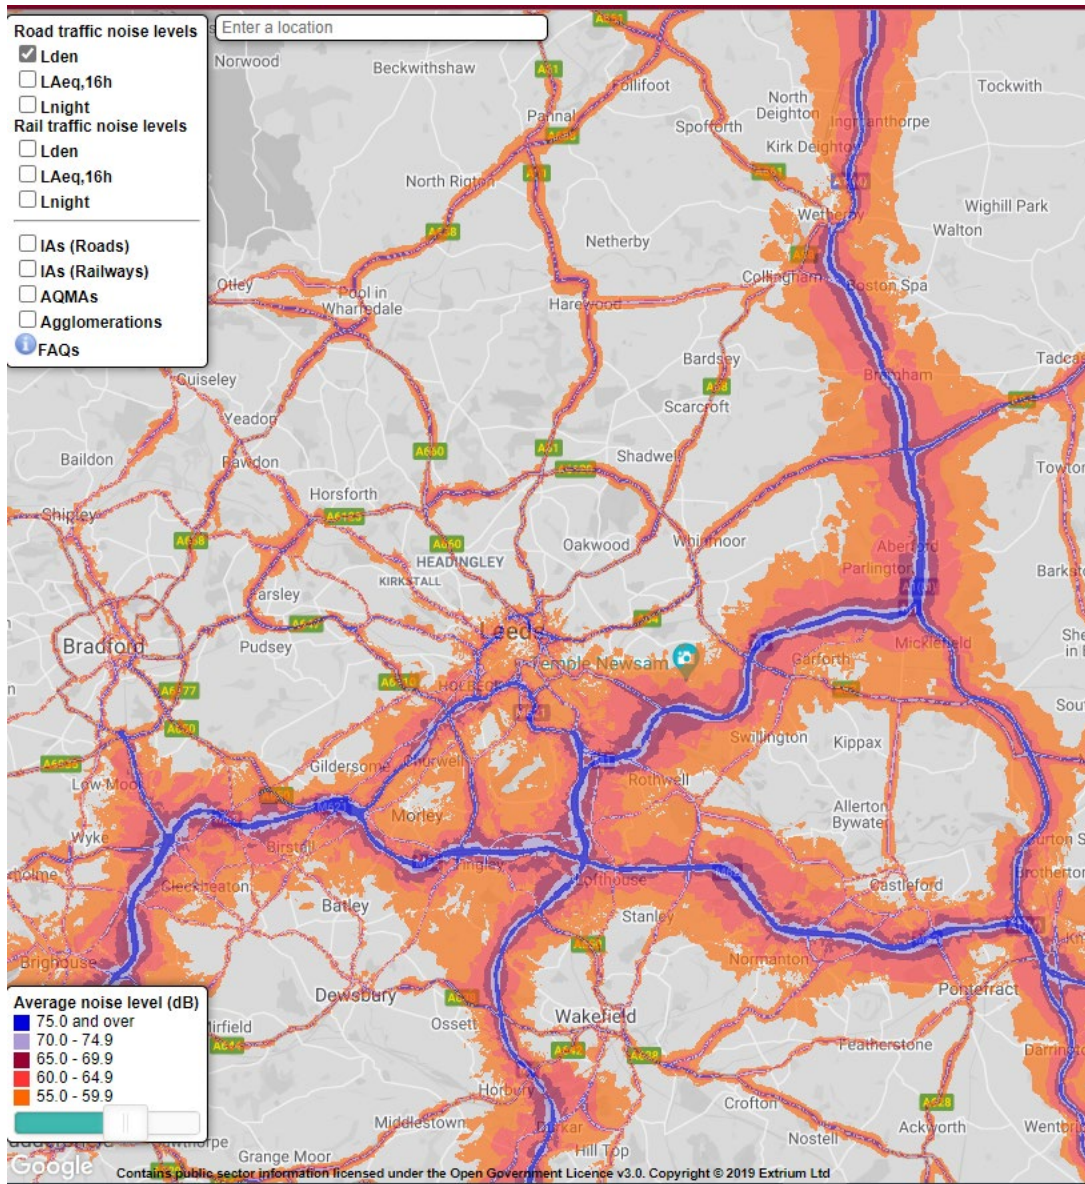 Road traffic noise levels
Lden
LAeq,16h
Lnight
Rail traffic noise levels
Lden
LAeq,16h
Lnight
IAs (Roads)
IAs (Railways)
AQMAs
Agglomerations
FAQs
Enter a location
Norwood
Beckwithshaw
A61
Follifoot
Tockwith
Pannal
North
Deighton
Spofforth
Kirk Deighton
North Rigton
Wighill Park
Wetherby
Walton
Netherby
Collingham
Otley
Pool in
Wharfedale
Harewood
Boston Spa
Bardsey
Guiseley
Bramham
Scarcroft
Yeadon
A660
A61
Shadwell
Baildon
Rawdon
Horsforth
Shipley
A660
Oakwood
Whinmoor
HEADINGLEY
Aberford
KIRKSTALL
Parlington
Leeds
Bradford
Pudsey
Micklefield
Temple Newsam
Garforth
Swillington
Kippax
Gildersome
Churwell
Rothwell
Low Moor
Allerton
Bywater
Wyke
Morley
Birstall
Lofthouse
Cleckheaton
Castleford
Batley
Stanley
Brighouse
Normanton
Dewsbury
Pontefract
Ossett
Wakefield
Featherstone
Horbury
A638
Crofton
A628
Middlestown
Nostell
Ackworth
Grange Moor
Durkar
Hill Top
Average noise level (dB)
75.0 and over
70.0 - 74.9
65.0 - 69.9
60.0 - 64.9
55.0 - 59.9
Google
Contains public sector information licensed under the Open Government Licence v3.0. Copyright © 2019 Extrium Ltd